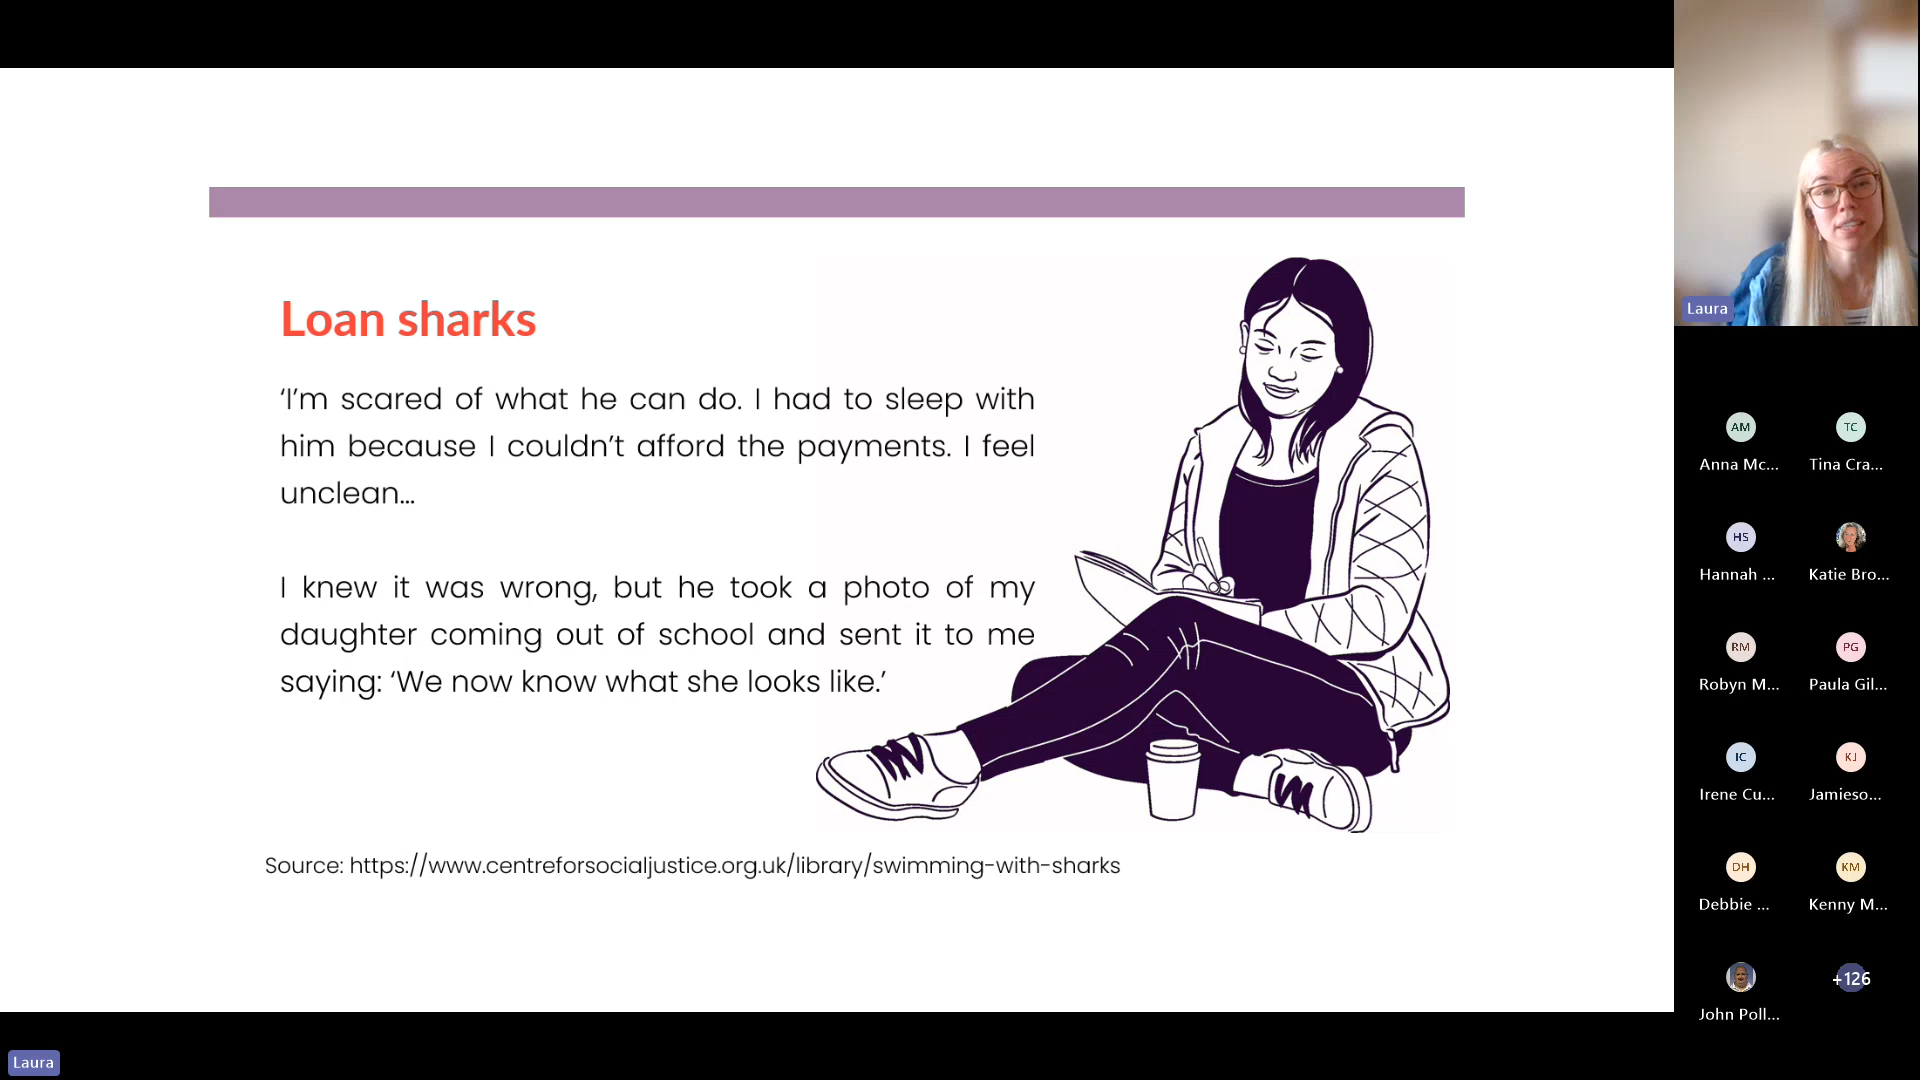 Loan sharks
‘I’m scared of what he can do. I had to sleep with
him because I couldn’t afford the payments. I feel
unclean...
I knew it was wrong, but he took a photo of my
daughter coming out of school and sent it to me
saying: ‘We now know what she looks like.’
Source: https://www.centreforsocialjustice.org.uk/library/swimming-with-sharks
Laura
Laura
AM
TC
Anna Mc...
Tina Cra...
HS
Hannah ...
Katie Bro...
RM
PG
Robyn M...
Paula Gil...
IC
KJ
Irene Cu...
Jamieso...
DH
KM
Debbie ...
Kenny M...
+126
John Poll...